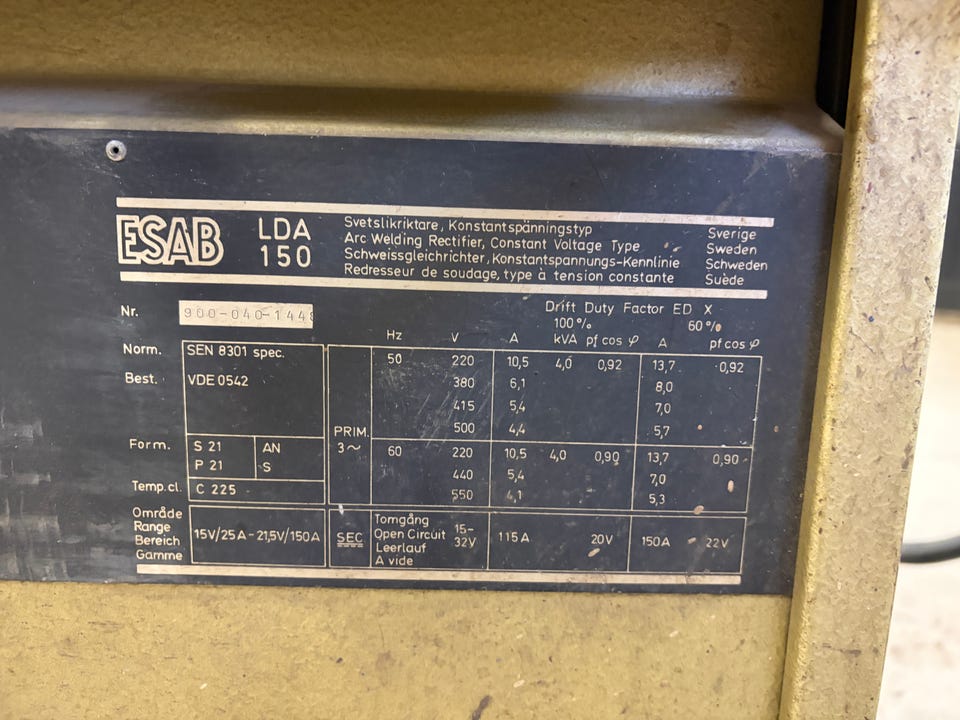 ESAB LDA 150
Svetslikriktare, Konstantspänningstyp Sverige
Arc Welding Rectifier, Constant Voltage Type Sweden
Schweissgleichrichter, Konstantspannungs-Kennlinie Schweden
Redresseur de soudage, type à tension constante Suède
Nr. 900-040-1448
Drift Duty Factor ED X
100% 60%
Hz V A kVA pf cos φ A pf cos φ
Norm. SEN 8301 spec.
Best. VDE 0542
Form. S 21 AN
P 21 S
Temp.cl. C 225
PRIM.
3~
50 220 10,5 4,0 0,92 13,7 0,92
380 6,1 8,0
415 5,4 7,0
500 4,4 5,7
60 220 10,5 4,0 0,90 13,7 0,90
440 5,4 7,0
550 4,1 5,3
Område
Range
Bereich
Gamme
15V/25A-21,5V/150A
SEC
Tomgång
Open Circuit
Leerlauf
A vide
15-
32V
115A 20V 150A 22V